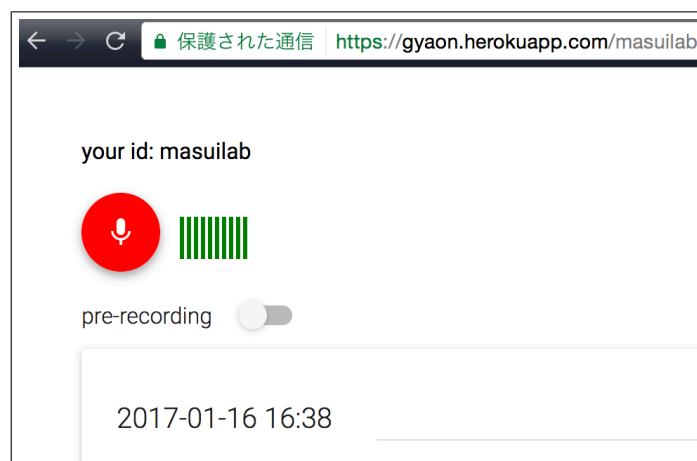 保護された通信 https://gyaon.herokuapp.com/masuilab
your id: masuilab
pre-recording
2017-01-16 16:38